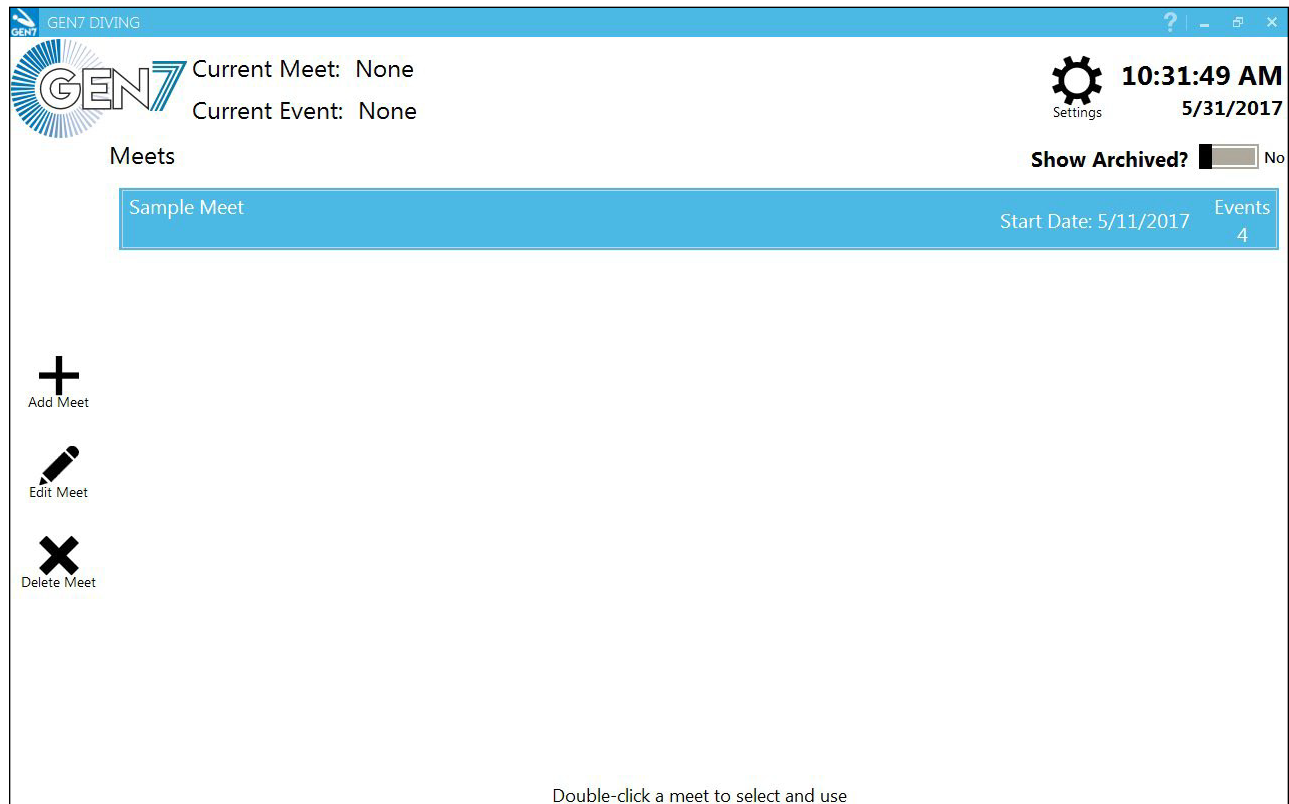 GEN7 GEN7 DIVING ?
GEN7
Current Meet: None
Current Event: None
Settings
10:31:49 AM
5/31/2017
Meets
Show Archived? No
Sample Meet
Start Date: 5/11/2017
Events
4
Add Meet
Edit Meet
Delete Meet
Double-click a meet to select and use